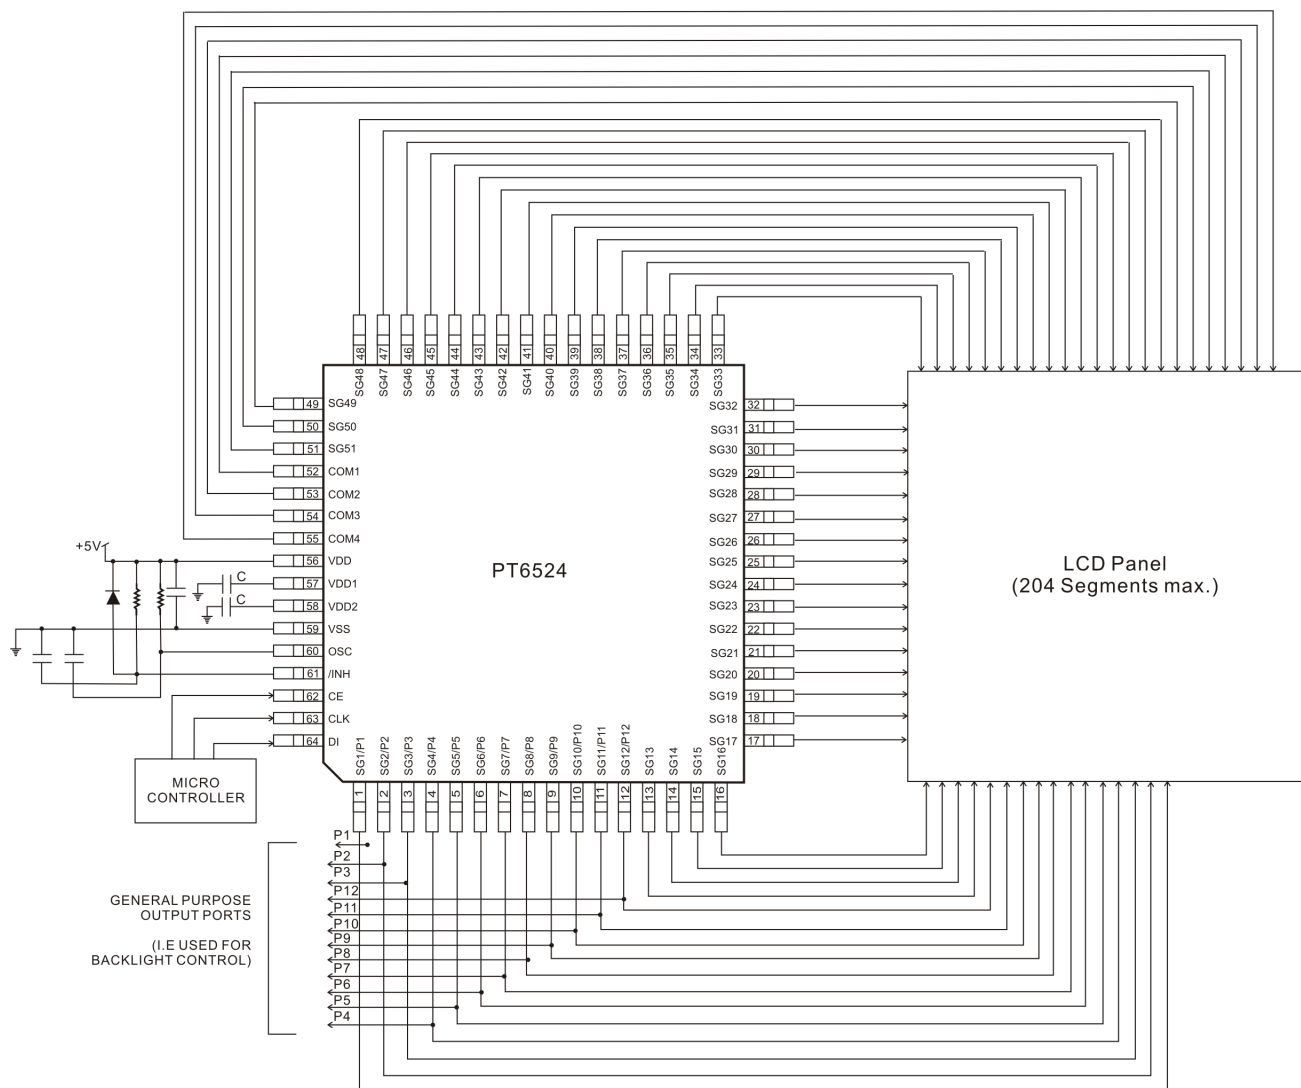 48
47
46
45
44
43
42
41
40
39
38
37
36
35
34
33
SG48
SG47
SG46
SG45
SG44
SG43
SG42
SG41
SG40
SG39
SG38
SG37
SG36
SG35
SG34
SG33
49 SG49
50 SG50
51 SG51
52 COM1
53 COM2
54 COM3
55 COM4
+5V
56 VDD
C 57 VDD1
C 58 VDD2
59 VSS
60 OSC
61 /INH
62 CE
63 CLK
64 DI
MICRO
CONTROLLER
PT6524
SG32 32
SG31 31
SG30 30
SG29 29
SG28 28
SG27 27
SG26 26
SG25 25
SG24 24
SG23 23
SG22 22
SG21 21
SG20 20
SG19 19
SG18 18
SG17 17
LCD Panel
(204 Segments max.)
SG1/P1
SG2/P2
SG3/P3
SG4/P4
SG5/P5
SG6/P6
SG7/P7
SG8/P8
SG9/P9
SG10/P10
SG11/P11
SG12/P12
SG13
SG14
SG15
SG16
1
2
3
4
5
6
7
8
9
10
11
12
13
14
15
16
P1
P2
P3
P12
P11
P10
P9
P8
P7
P6
P5
P4
GENERAL PURPOSE
OUTPUT PORTS
(I.E USED FOR
BACKLIGHT CONTROL)